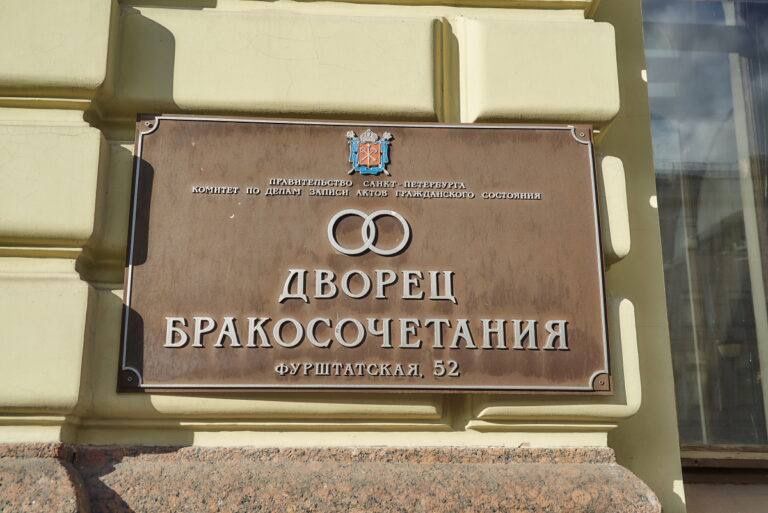 ПРАВИТЕЛЬСТВО САНКТ-ПЕТЕРБУРГА
КОМИТЕТ ПО ДЕЛАМ ЗАПИСИ АКТОВ ГРАЖДАНСКОГО СОСТОЯНИЯ
ДВОРЕЦ
БРАКОСОЧЕТАНИЯ
ФУРШТАТСКАЯ, 52